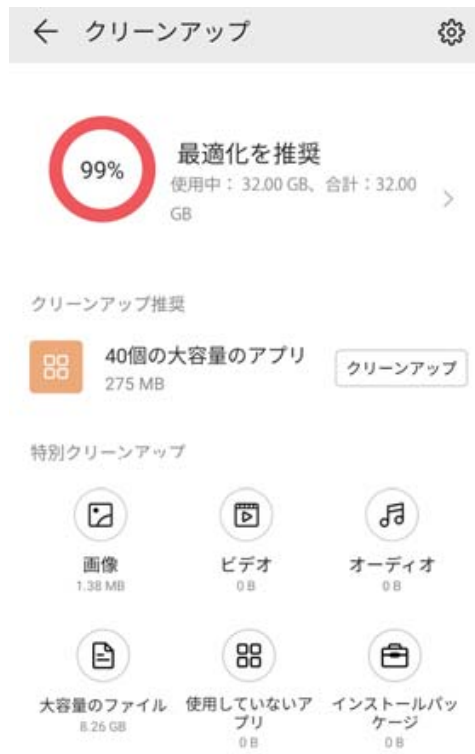 クリーンアップ
99%
最適化を推奨
使用中： 32.00 GB、合計：32.00
GB
クリーンアップ推奨
40個の大容量のアプリ
275 MB
クリーンアップ
特別クリーンアップ
画像
1.38 MB
ビデオ
0 B
オーディオ
0 B
大容量のファイル
8.26 GB
使用していないア
プリ
0 B
インストールパッ
ケージ
0 B